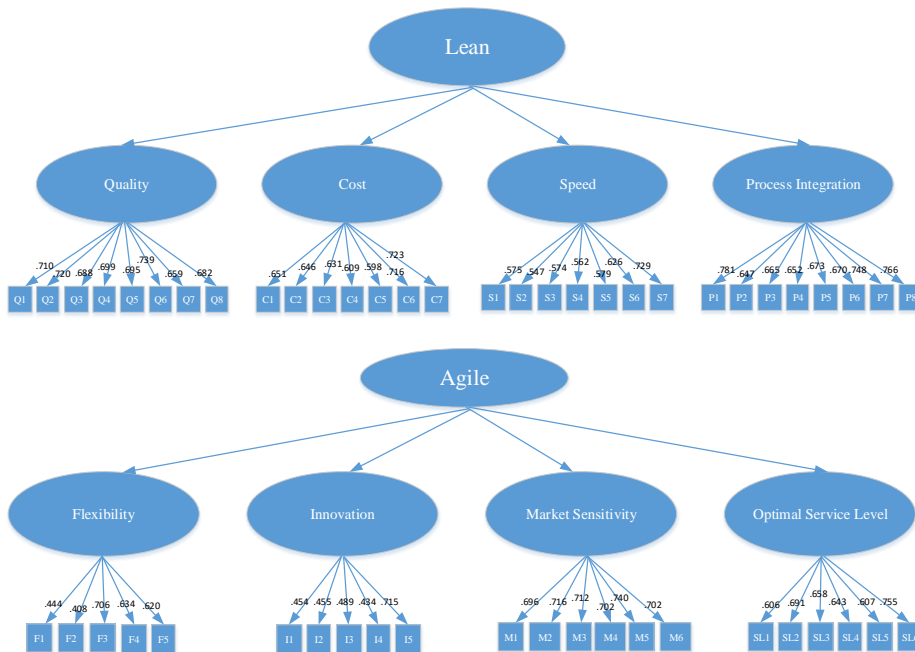 Lean
Quality Cost Speed Process Integration
.710 .720 .688 .699 .695 .739 .659 .682
.651 .646 .631 .609 .598 .716 .723
.575 .547 .574 .562 .579 .626 .729
.781 .647 .665 .652 .673 .670 .748 .766
Q1 Q2 Q3 Q4 Q5 Q6 Q7 Q8
C1 C2 C3 C4 C5 C6 C7
S1 S2 S3 S4 S5 S6 S7
P1 P2 P3 P4 P5 P6 P7 P8
Agile
Flexibility Innovation Market Sensitivity Optimal Service Level
.444 .408 .706 .634 .620
.454 .455 .489 .434 .715
.696 .716 .712 .702 .740 .702
.606 .691 .658 .643 .607 .755
F1 F2 F3 F4 F5
I1 I2 I3 I4 I5
M1 M2 M3 M4 M5 M6
SL1 SL2 SL3 SL4 SL5 SL6